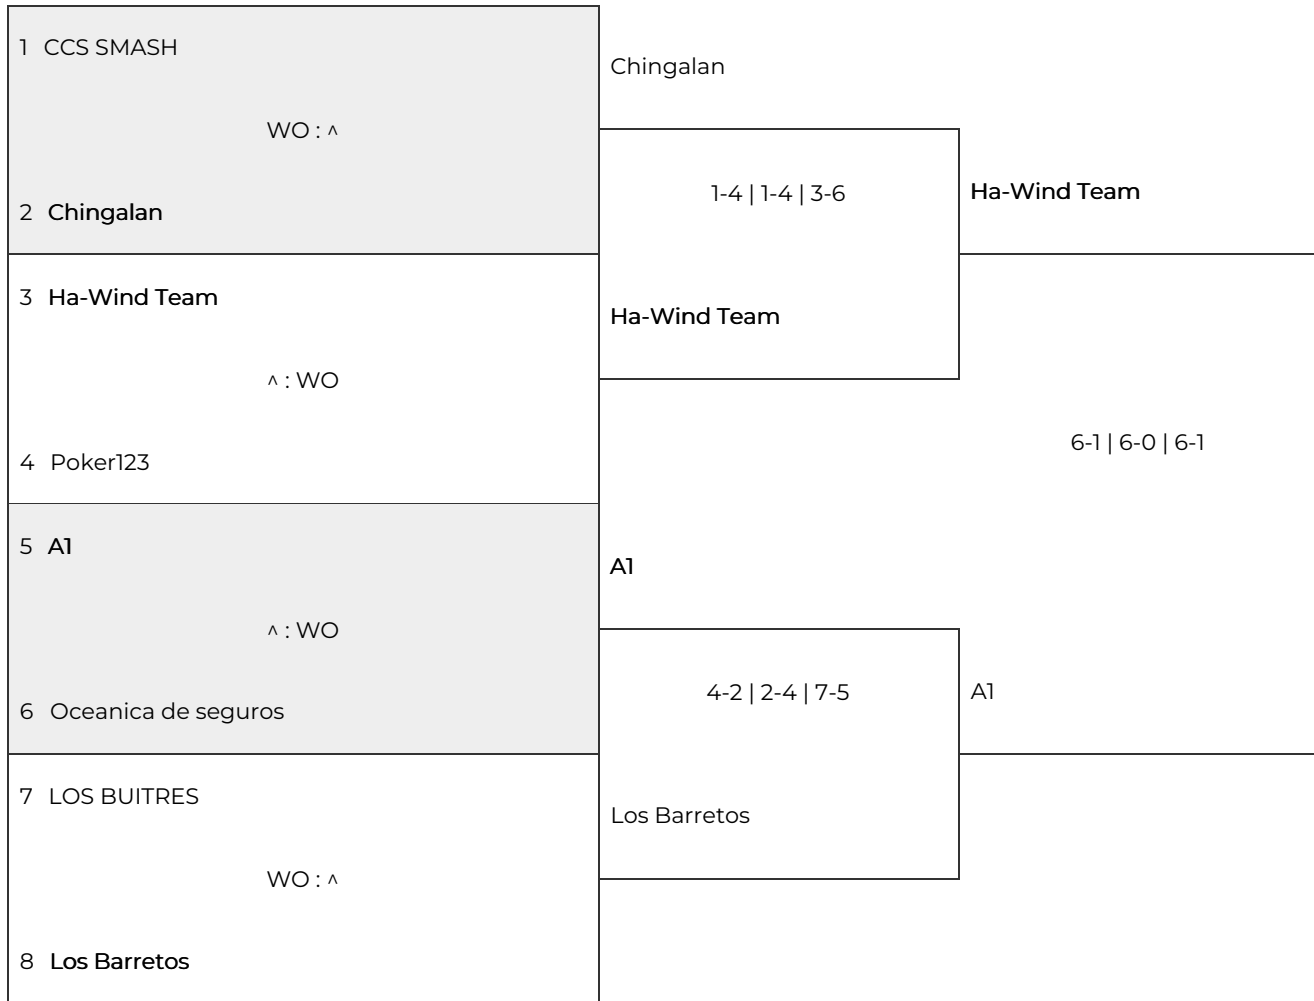 1 CCS SMASH
WO : ^
2 Chingalan
3 Ha-Wind Team
^ : WO
4 Poker123
5 A1
^ : WO
6 Oceanica de seguros
7 LOS BUITRES
WO : ^
8 Los Barretos
Chingalan
1-4 | 1-4 | 3-6
Ha-Wind Team
A1
4-2 | 2-4 | 7-5
Los Barretos
Ha-Wind Team
6-1 | 6-0 | 6-1
A1